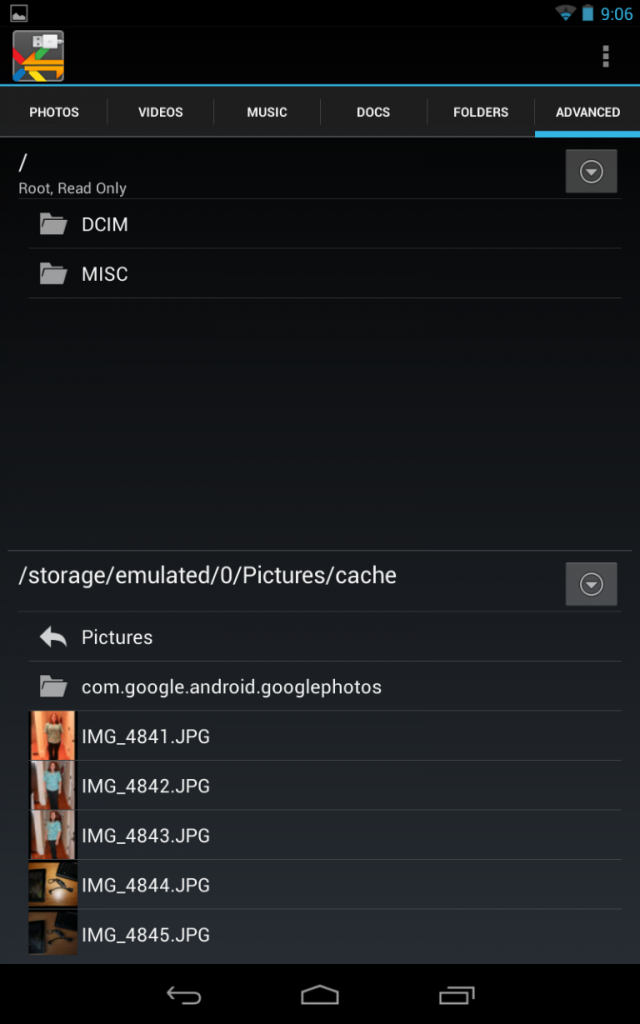 9:06
PHOTOS VIDEOS MUSIC DOCS FOLDERS ADVANCED
/
Root, Read Only
DCIM
MISC
/storage/emulated/0/Pictures/cache
Pictures
com.google.android.googlephotos
IMG_4841.JPG
IMG_4842.JPG
IMG_4843.JPG
IMG_4844.JPG
IMG_4845.JPG